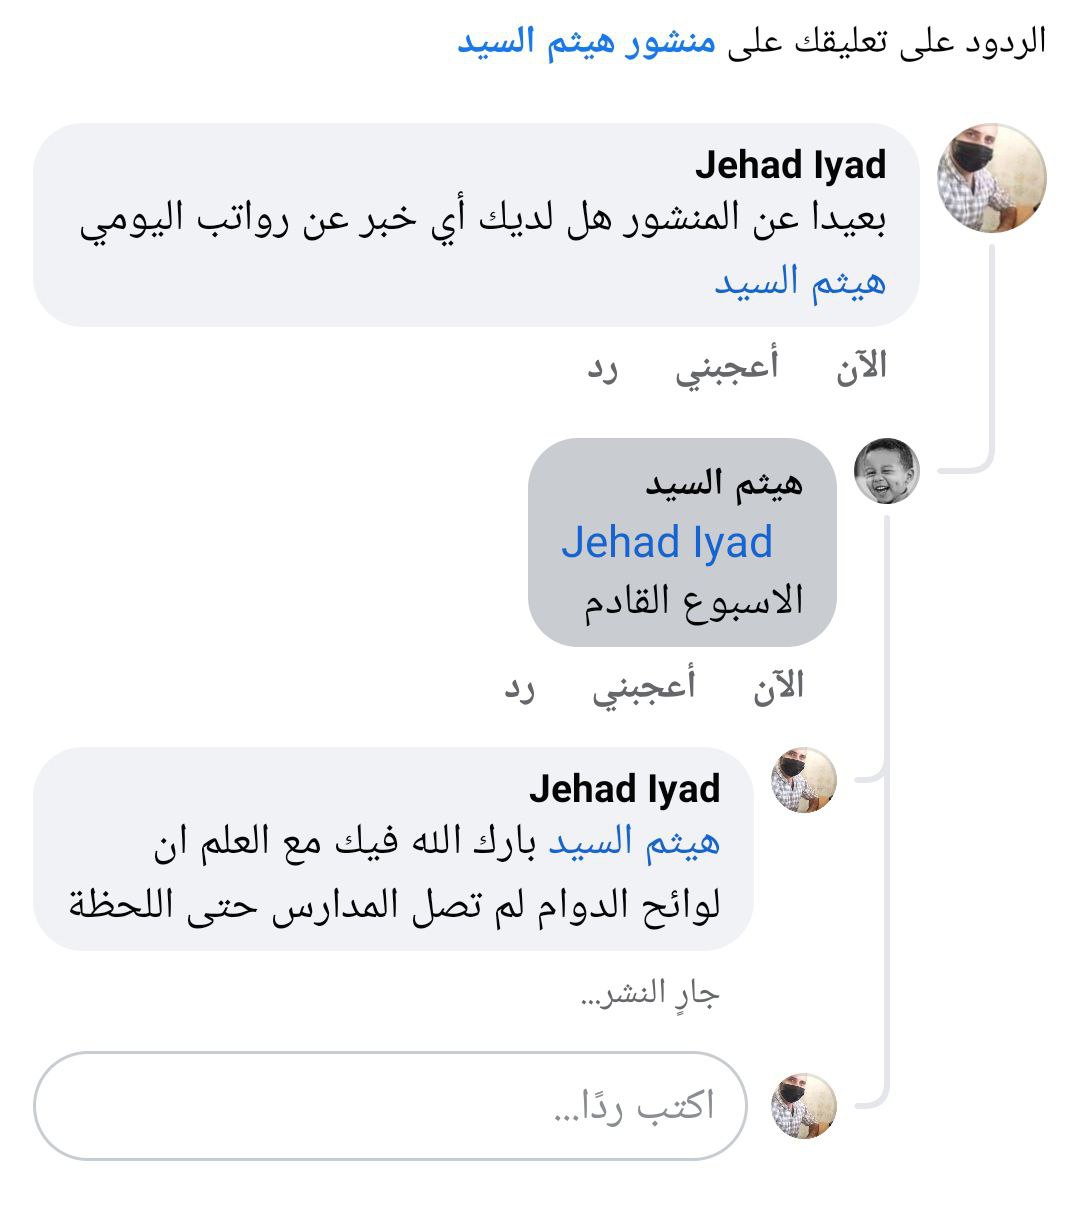 الردود على تعليقك على منشور هيثم السيد
Jehad Iyad
بعيدا عن المنشور هل لديك أي خبر عن رواتب اليومي
هيثم السيد
الآن أعجبني رد
هيثم السيد
Jehad Iyad
الاسبوع القادم
الآن أعجبني رد
Jehad Iyad
هيثم السيد بارك الله فيك مع العلم ان
لوائح الدوام لم تصل المدارس حتى اللحظة
جارٍ النشر...
اكتب ردًا...